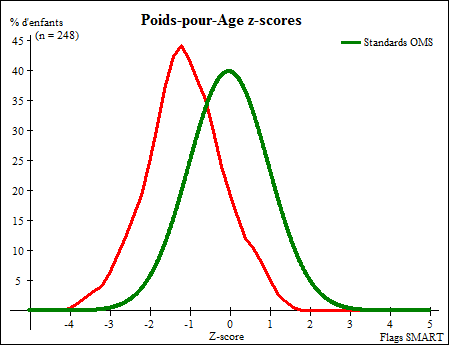 Poids-pour-Age z-scores
% d'enfants
(n = 248)
Standards OMS
45
40
35
30
25
20
15
10
5
-4 -3 -2 -1 0 1 2 3 4 5
Z-score
Flags SMART